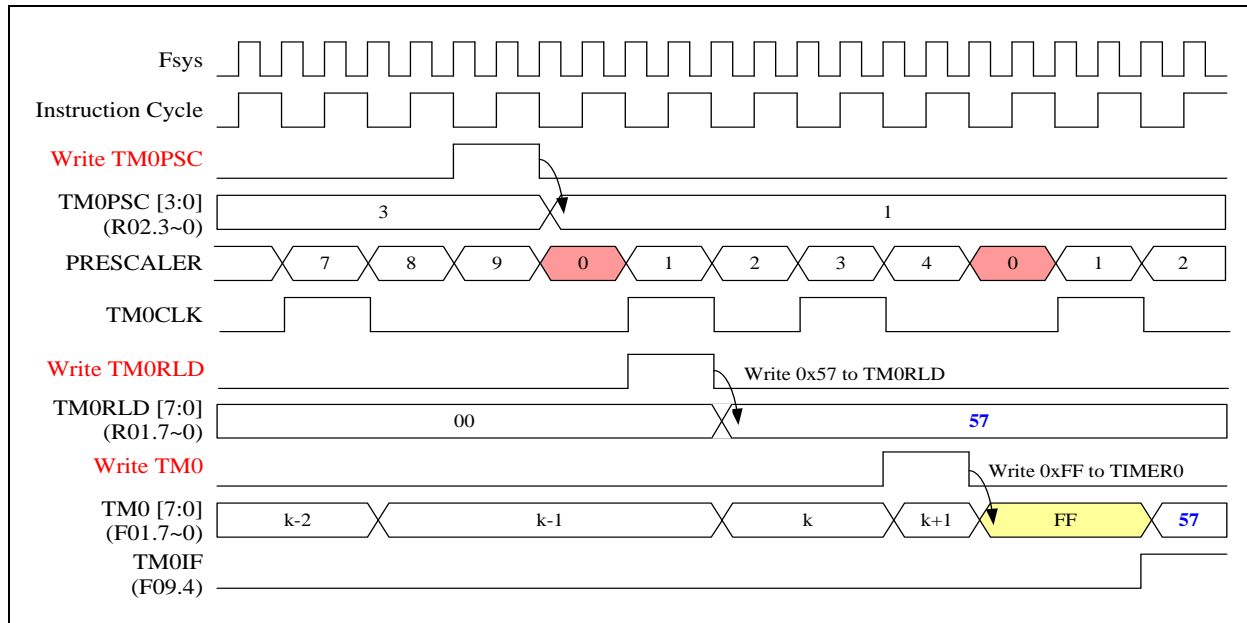 Fsys
Instruction Cycle
Write TM0PSC
TM0PSC [3:0]
(R02.3~0)
3 1
PRESCALER
7 8 9 0 1 2 3 4 0 1 2
TM0CLK
Write TM0RLD
Write 0x57 to TM0RLD
TM0RLD [7:0]
(R01.7~0)
00 57
Write TM0
Write 0xFF to TIMER0
TM0 [7:0]
(F01.7~0)
k-2 k-1 k k+1 FF 57
TM0IF
(F09.4)